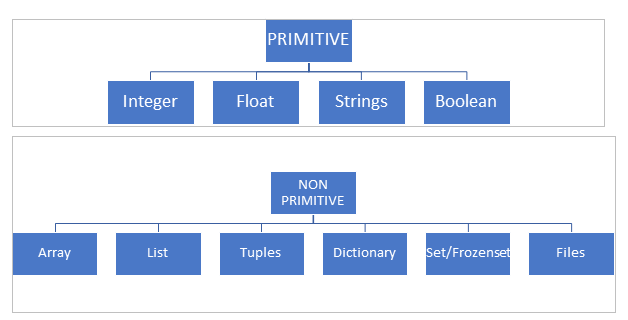 PRIMITIVE
Integer
Float
Strings
Boolean
NON
PRIMITIVE
Array
List
Tuples
Dictionary
Set/Frozenset
Files